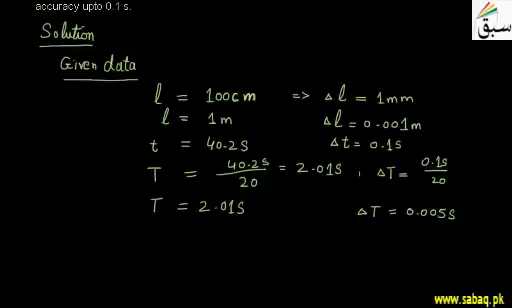 accuracy upto 0.1 s.
سبق
Solution
Given data
l = 100cm => Δl = 1mm
l = 1m Δl = 0.001m
t = 40.2s Δt = 0.1s
T = 40.2s/20 = 2.01s, ΔT = 0.1s/20
T = 2.01s ΔT = 0.005s
www.sabaq.pk